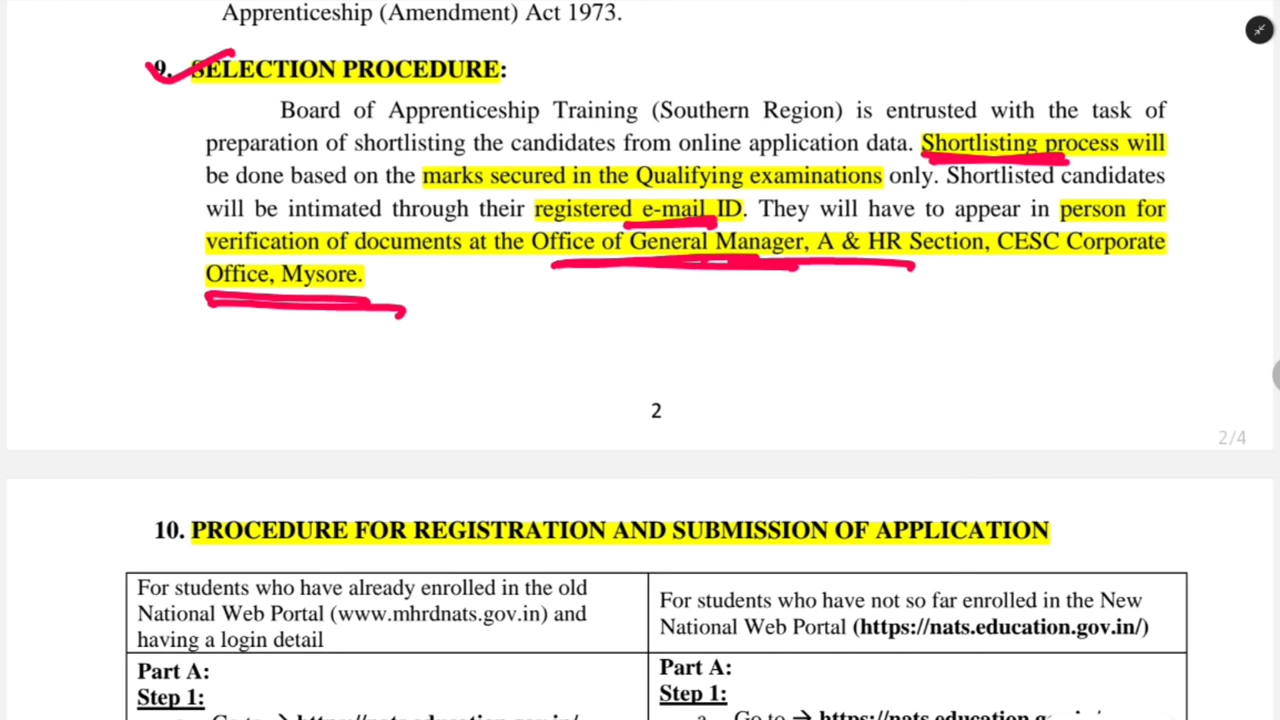 Apprenticeship (Amendment) Act 1973.
9. SELECTION PROCEDURE:
Board of Apprenticeship Training (Southern Region) is entrusted with the task of
preparation of shortlisting the candidates from online application data. Shortlisting process will
be done based on the marks secured in the Qualifying examinations only. Shortlisted candidates
will be intimated through their registered e-mail ID. They will have to appear in person for
verification of documents at the Office of General Manager, A & HR Section, CESC Corporate
Office, Mysore.
2
2/4
10. PROCEDURE FOR REGISTRATION AND SUBMISSION OF APPLICATION
For students who have already enrolled in the old
National Web Portal (www.mhrdnats.gov.in) and
having a login detail
Part A:
Step 1:
For students who have not so far enrolled in the New
National Web Portal (https://nats.education.gov.in/)
Part A:
Step 1: